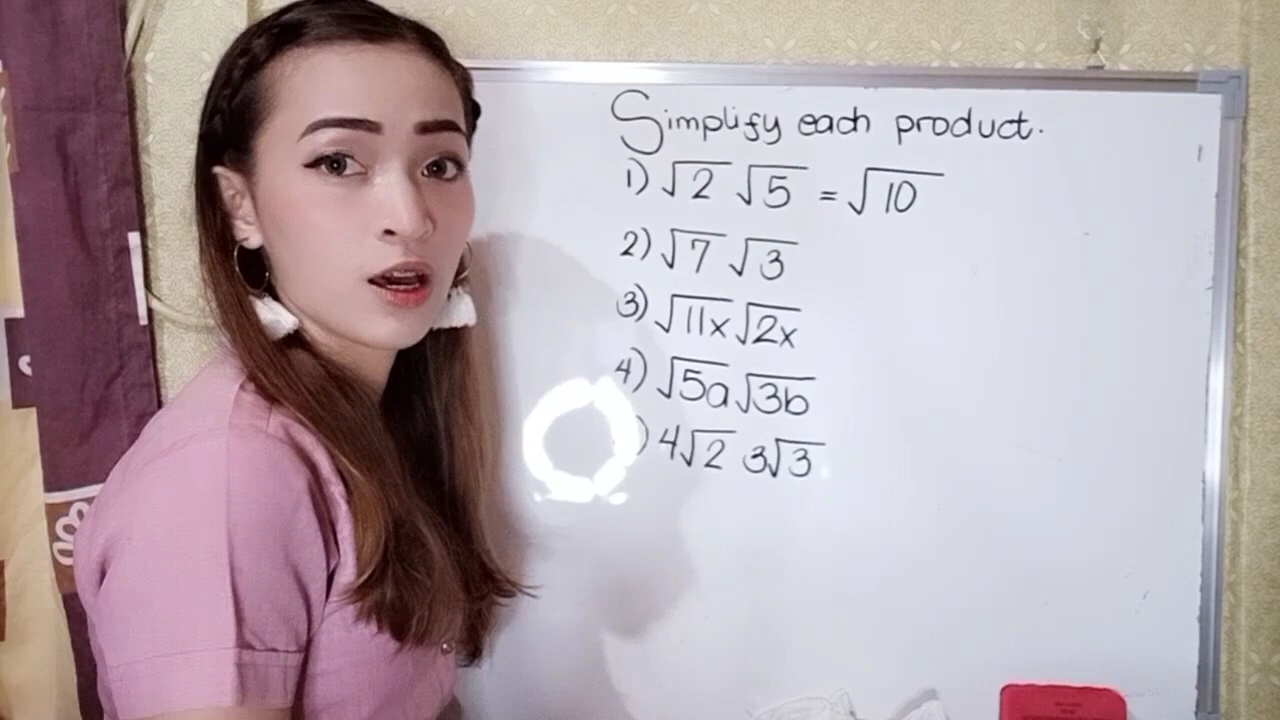 Simplify each product.
1) √2 √5 = √10
2) √7 √3
3) √11x √2x
4) √5a √3b
) 4√2 3√3